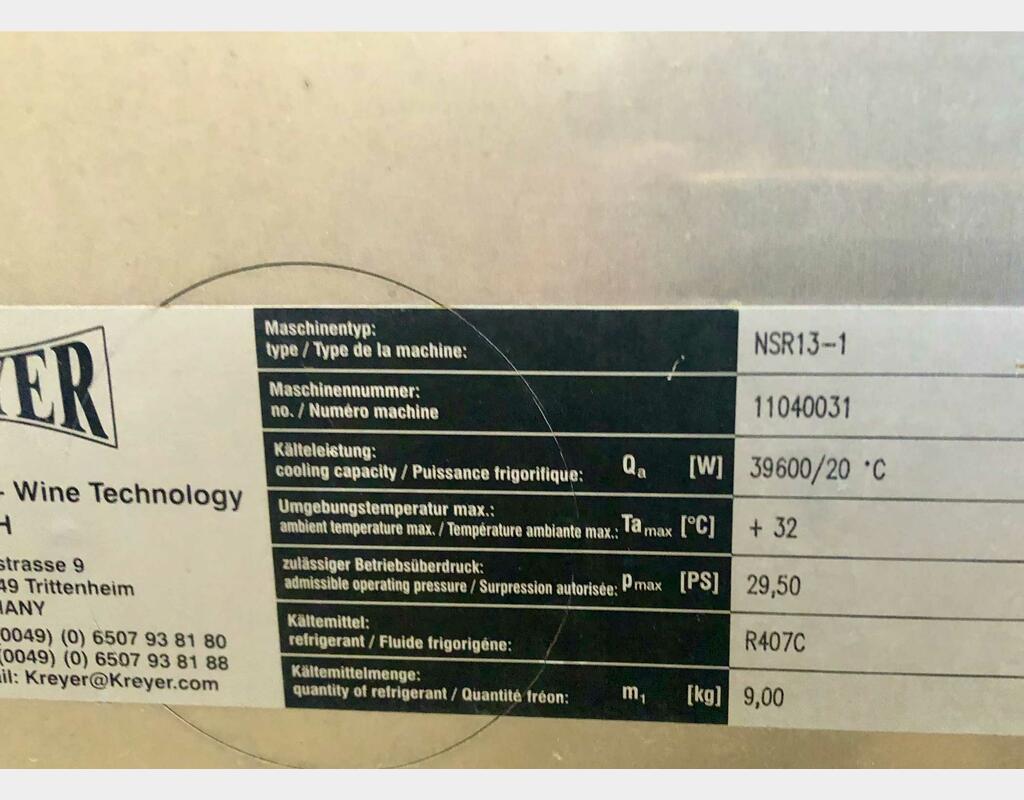 YER
- Wine Technology
H
strasse 9
49 Trittenheim
MANY
(0049) (0) 6507 93 81 80
(0049) (0) 6507 93 81 88
ail: Kreyer@Kreyer.com
Maschinentyp:
type / Type de la machine: NSR13-1
Maschinennummer:
no. / Numéro machine 11040031
Kälteleistung:
cooling capacity / Puissance frigorifique: Qa [W] 39600/20 °C
Umgebungstemperatur max.:
ambient temperature max. / Température ambiante max.: Ta max [°C] + 32
zulässiger Betriebsüberdruck:
admissible operating pressure / Surpression autorisée: pmax [PS] 29,50
Kältemittel:
refrigerant / Fluide frigorigéne: R407C
Kältemittelmenge:
quantity of refrigerant / Quantité fréon: m1 [kg] 9,00